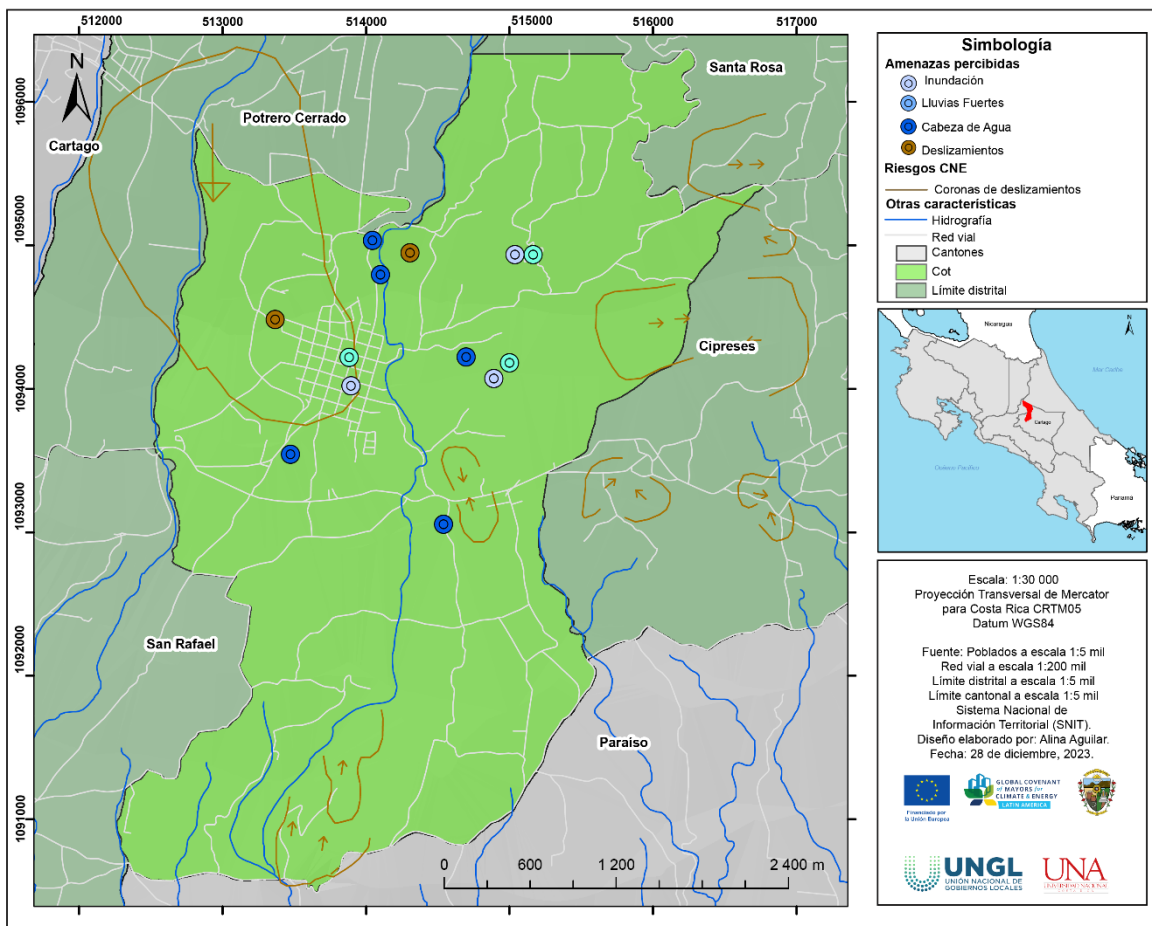 512000
513000
514000
515000
516000
517000
1096000
1095000
1094000
1093000
1092000
1091000
N
Cartago
Potrero Cerrado
Santa Rosa
Cipreses
San Rafael
Paraiso
0 600 1 200 2 400 m
Simbología
Amenazas percibidas
Inundación
Lluvias Fuertes
Cabeza de Agua
Deslizamientos
Riesgos CNE
Coronas de deslizamientos
Otras características
Hidrografía
Red vial
Cantones
Cot
Límite distrital
N
Nicaragua
Mar Caribe
Cartago
Océano Pacífico
Panamá
Escala: 1:30 000
Proyección Transversal de Mercator
para Costa Rica CRTM05
Datum WGS84
Fuente: Poblados a escala 1:5 mil
Red vial a escala 1:200 mil
Límite distrital a escala 1:5 mil
Límite cantonal a escala 1:5 mil
Sistema Nacional de
Información Territorial (SNIT).
Diseño elaborado por: Alina Aguilar.
Fecha: 28 de diciembre, 2023.
Financiado por
la Unión Europea
GLOBAL COVENANT
of MAYORS for
CLIMATE & ENERGY
LATIN AMERICA
UNGL
UNIÓN NACIONAL DE
GOBIERNOS LOCALES
UNA
UNIVERSIDAD NACIONAL